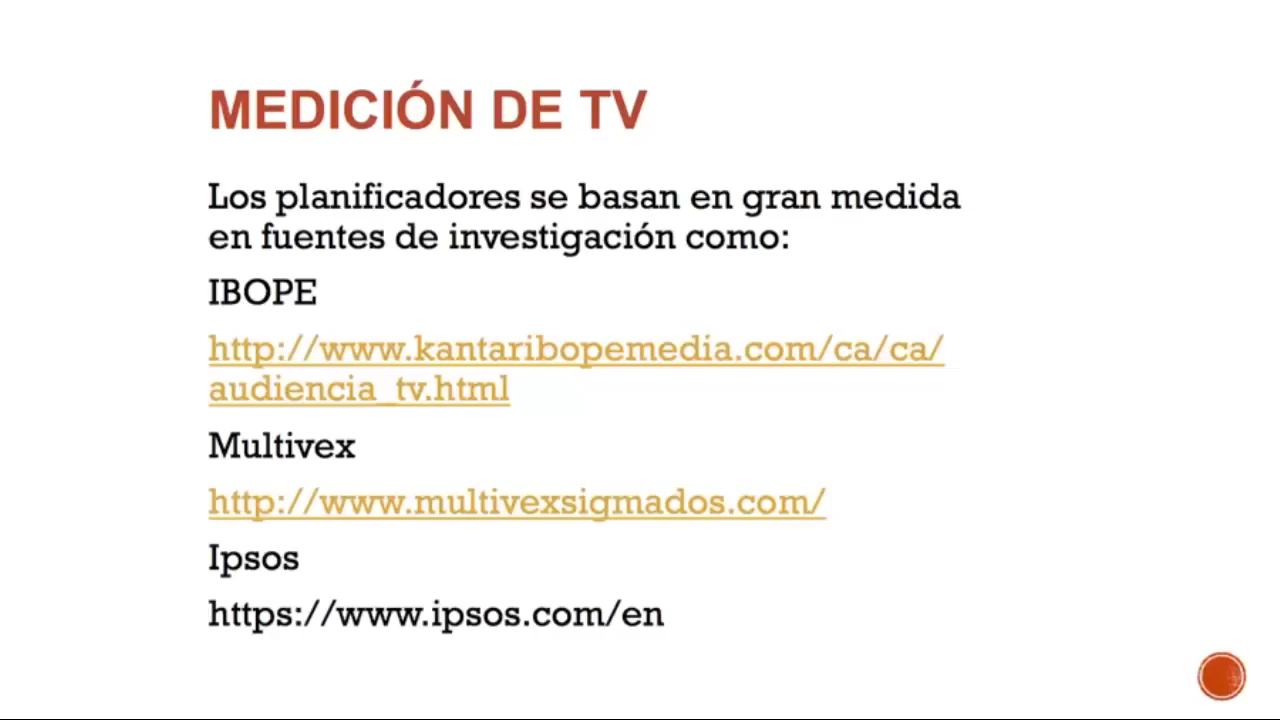 MEDICIÓN DE TV
Los planificadores se basan en gran medida
en fuentes de investigación como:
IBOPE
http://www.kantaribopemedia.com/ca/ca/
audiencia_tv.html
Multivex
http://www.multivexsigmados.com/
Ipsos
https://www.ipsos.com/en